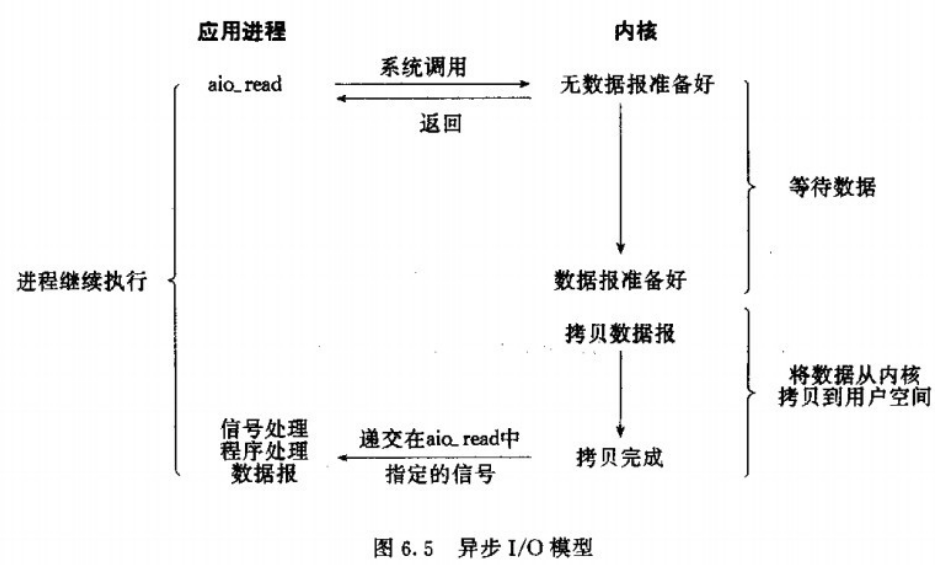 应用进程
内核
aio_read
系统调用
无数据报准备好
返回
等待数据
进程继续执行
数据报准备好
拷贝数据报
将数据从内核
拷贝到用户空间
信号处理
程序处理
数据报
递交在aio_read中
指定的信号
拷贝完成
图 6.5 异步 I/O 模型